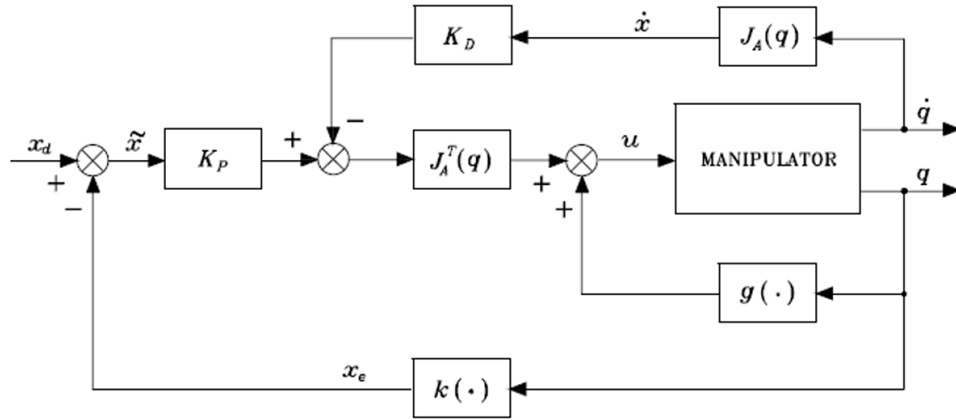 K_D
ẋ
J_A(q)
q̇
−
x_d
x̃
+
−
K_P
+
J_A^T(q)
+
+
u
MANIPULATOR
q
g(·)
x_e
k(·)